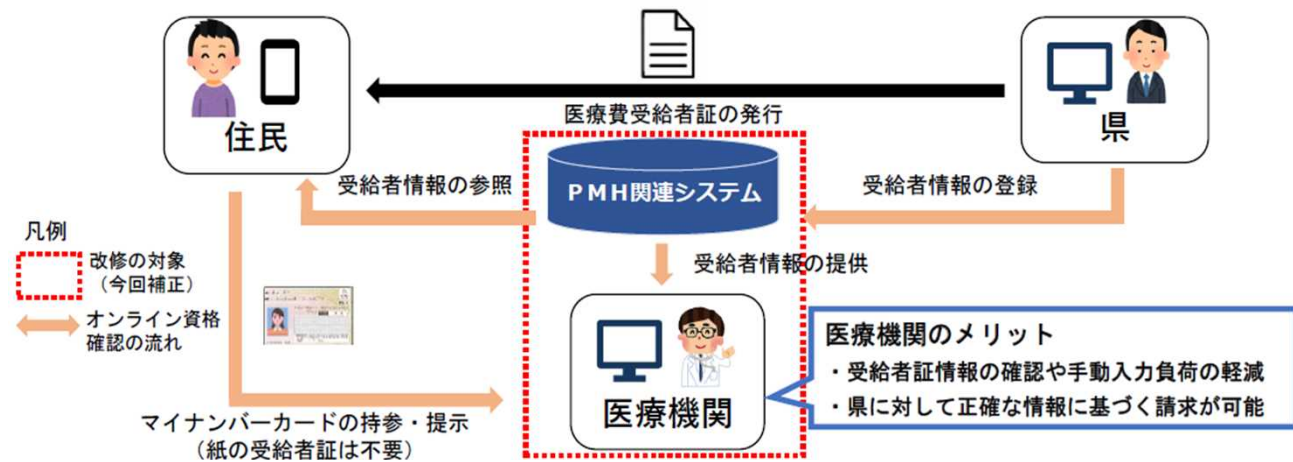 医療費受給者証の発行
住民
県
受給者情報の参照
PMH関連システム
受給者情報の登録
凡例
改修の対象
（今回補正）
オンライン資格
確認の流れ
受給者情報の提供
医療機関のメリット
・受給者証情報の確認や手動入力負荷の軽減
・県に対して正確な情報に基づく請求が可能
医療機関
マイナンバーカードの持参・提示
（紙の受給者証は不要）